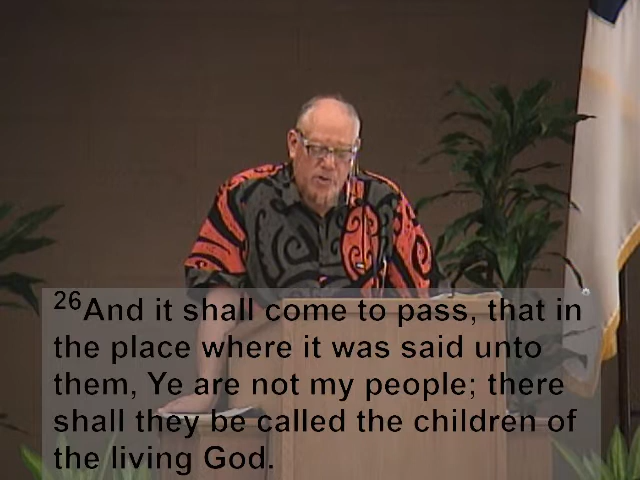 26And it shall come to pass, that in
the place where it was said unto
them, Ye are not my people; there
shall they be called the children of
the living God.